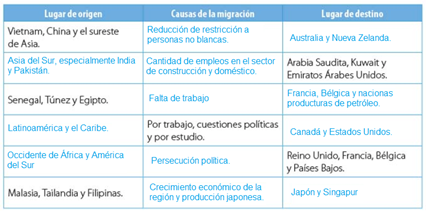 Lugar de origen
Causas de la migración
Lugar de destino
Vietnam, China y el sureste
de Asia.
Reducción de restricción a
personas no blancas.
Australia y Nueva Zelanda.
Asia del Sur, especialmente India
y Pakistán.
Cantidad de empleos en el sector
de construcción y doméstico.
Arabia Saudita, Kuwait y
Emiratos Árabes Unidos.
Senegal, Túnez y Egipto.
Falta de trabajo
Francia, Bélgica y nacionas
producturas de petróleo.
Latinoamérica y el Caribe.
Por trabajo, cuestiones políticas
y por estudio.
Canadá y Estados Unidos.
Occidente de África y América
del Sur
Persecución política.
Reino Unido, Francia, Bélgica
y Países Bajos.
Malasia, Tailandia y Filipinas.
Crecimiento económico de la
región y producción japonesa.
Japón y Singapur